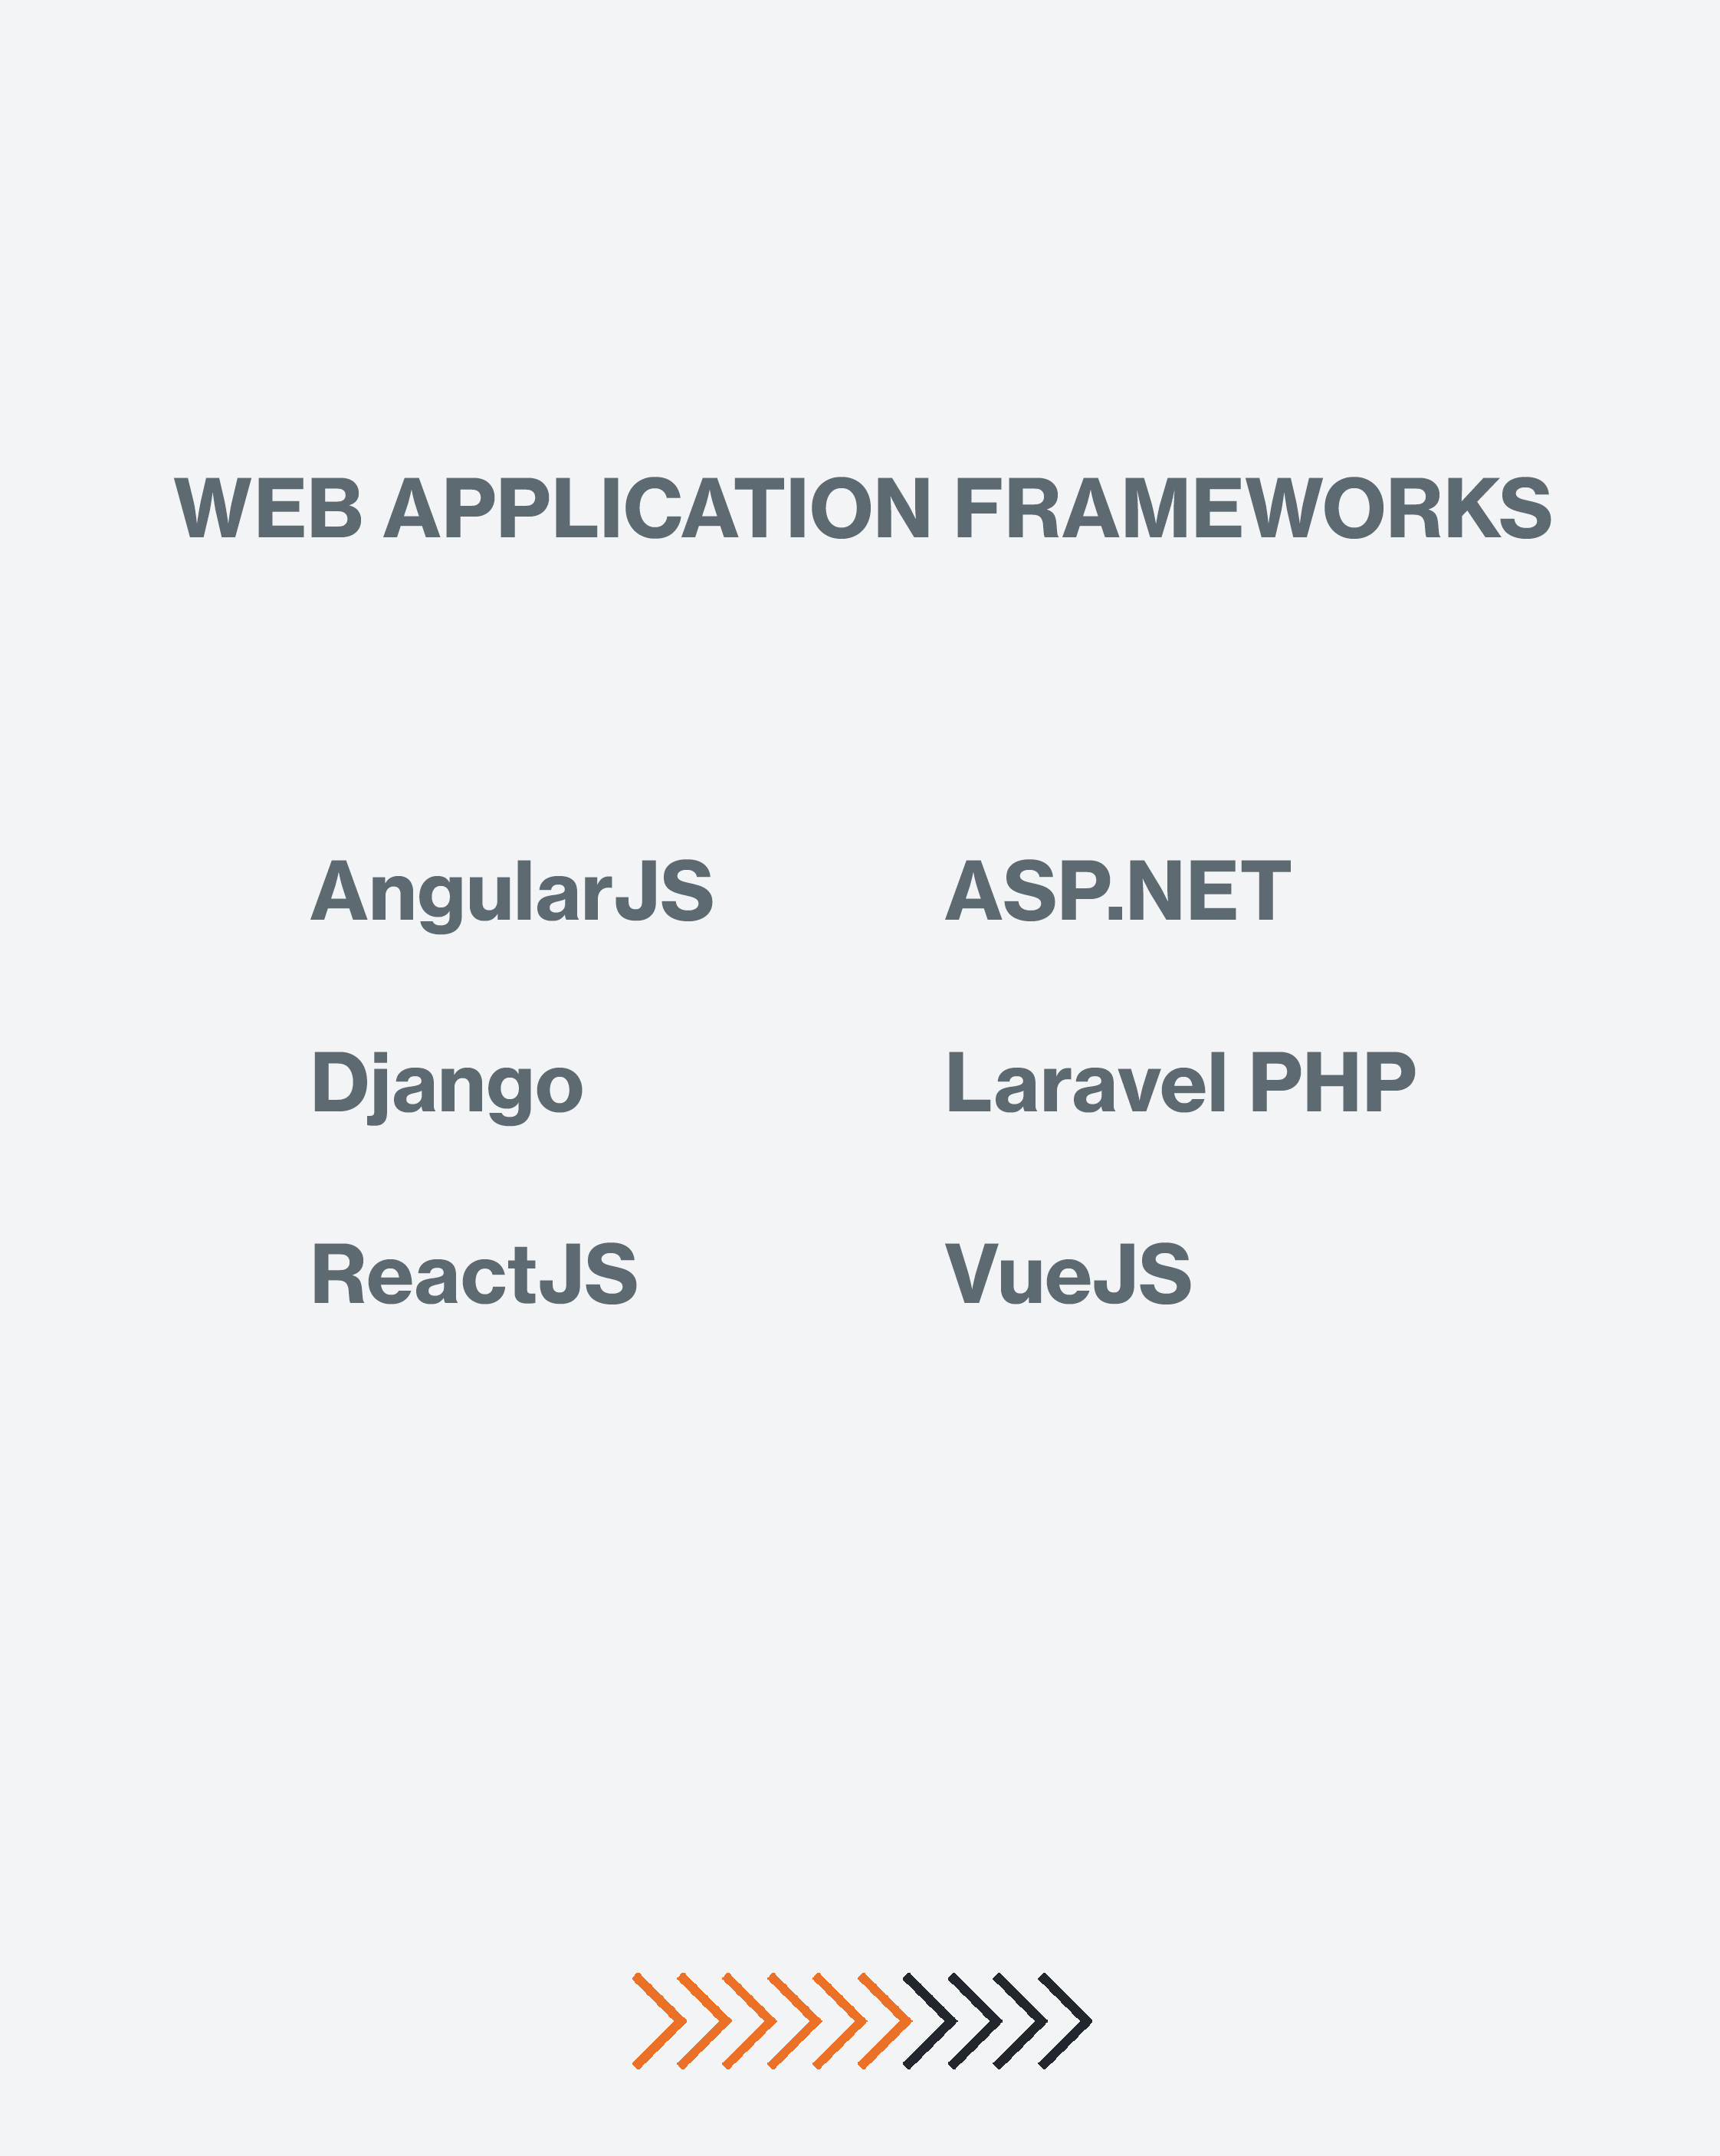 WEB APPLICATION FRAMEWORKS
AngularJS ASP.NET
Django Laravel PHP
ReactJS VueJS